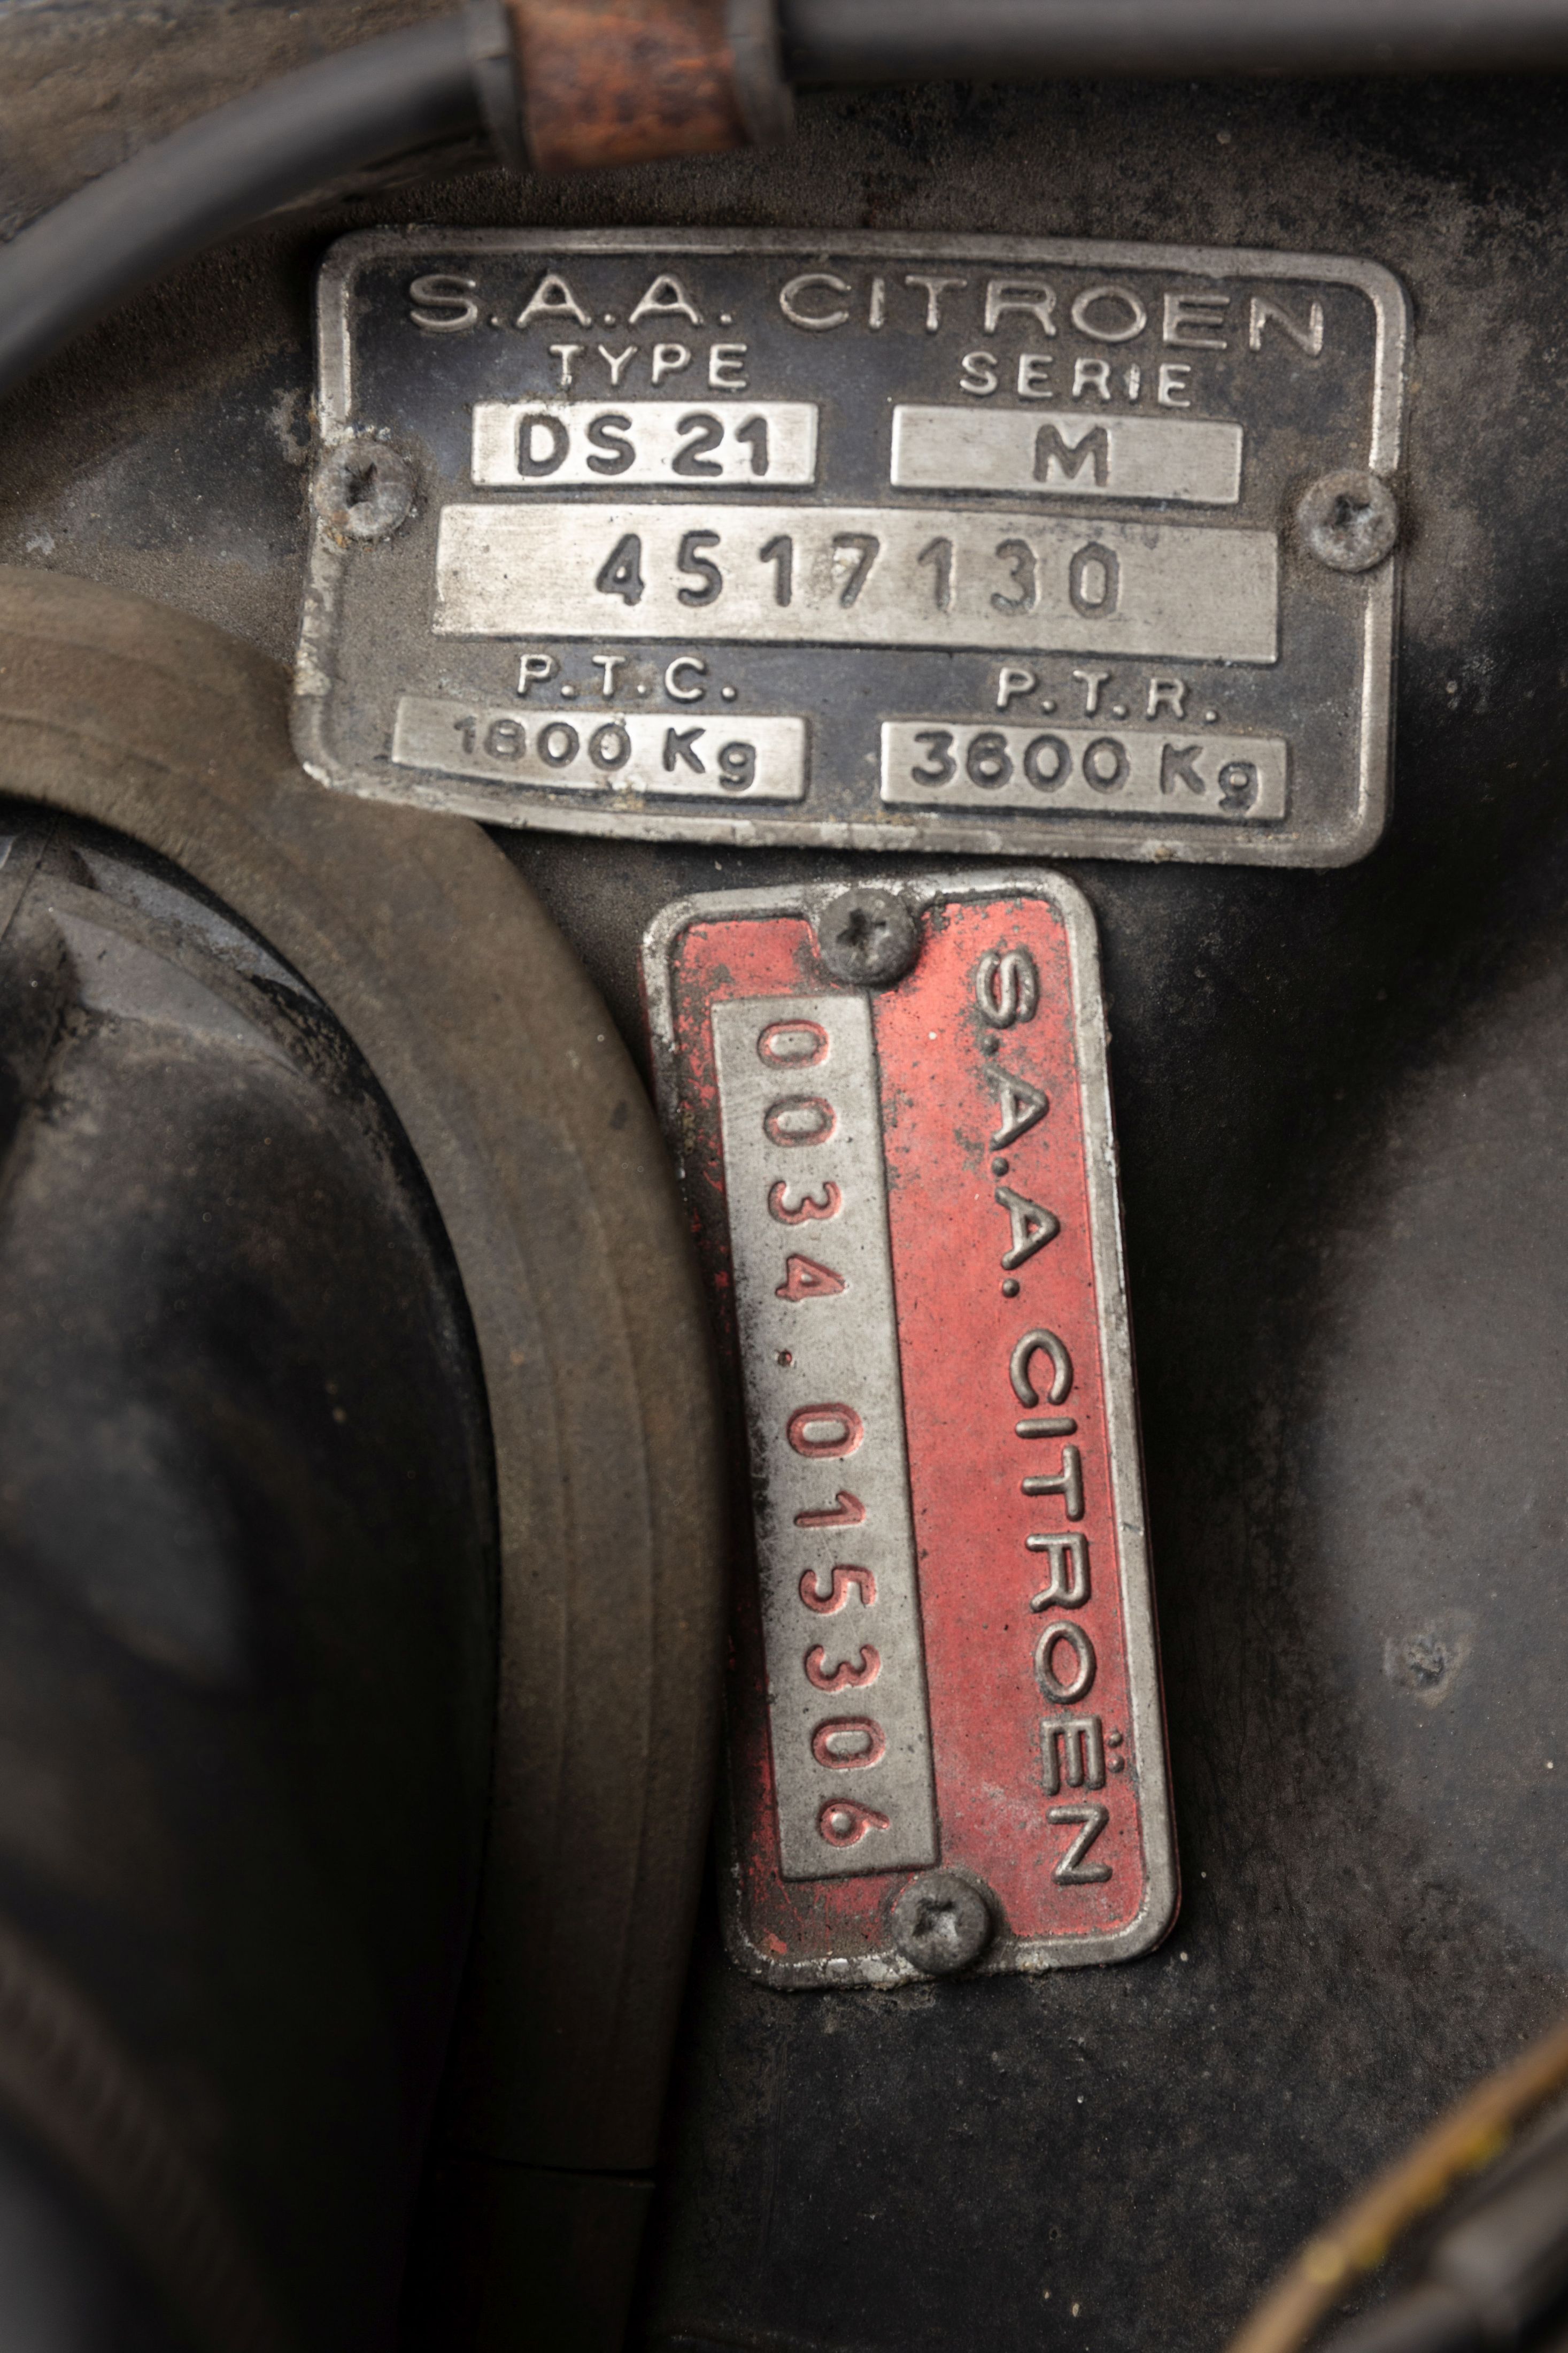 S.A.A. CITROEN
TYPE SERIE
DS 21 M
4517130
P.T.C. P.T.R.
1800 Kg 3600 Kg
S.A.A. CITROËN
0034.015306